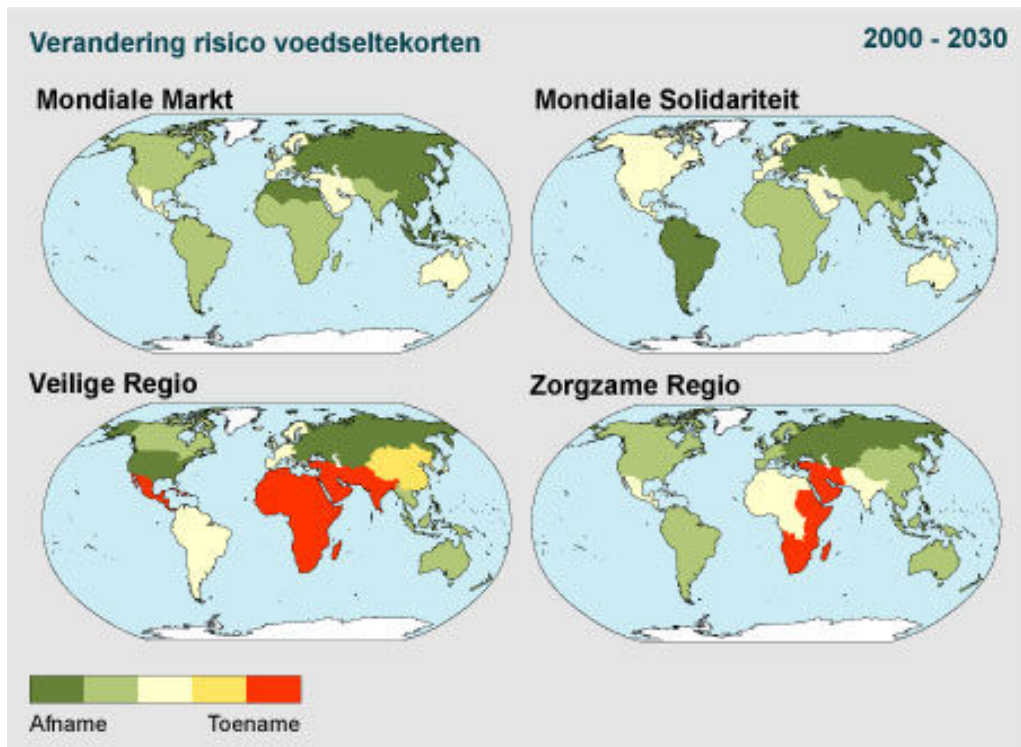 Verandering risico voedseltekorten
2000 - 2030
Mondiale Markt
Mondiale Solidariteit
Veilige Regio
Zorgzame Regio
Afname
Toename